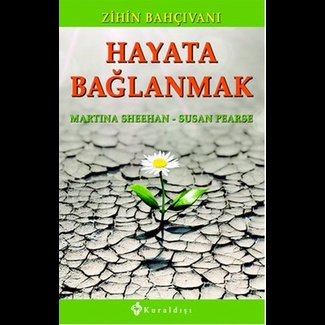 ZİHİN BAHÇIVANI
HAYATA
BAĞLANMAK
MARTINA SHEEHAN - SUSAN PEARSE
Kuraldışı